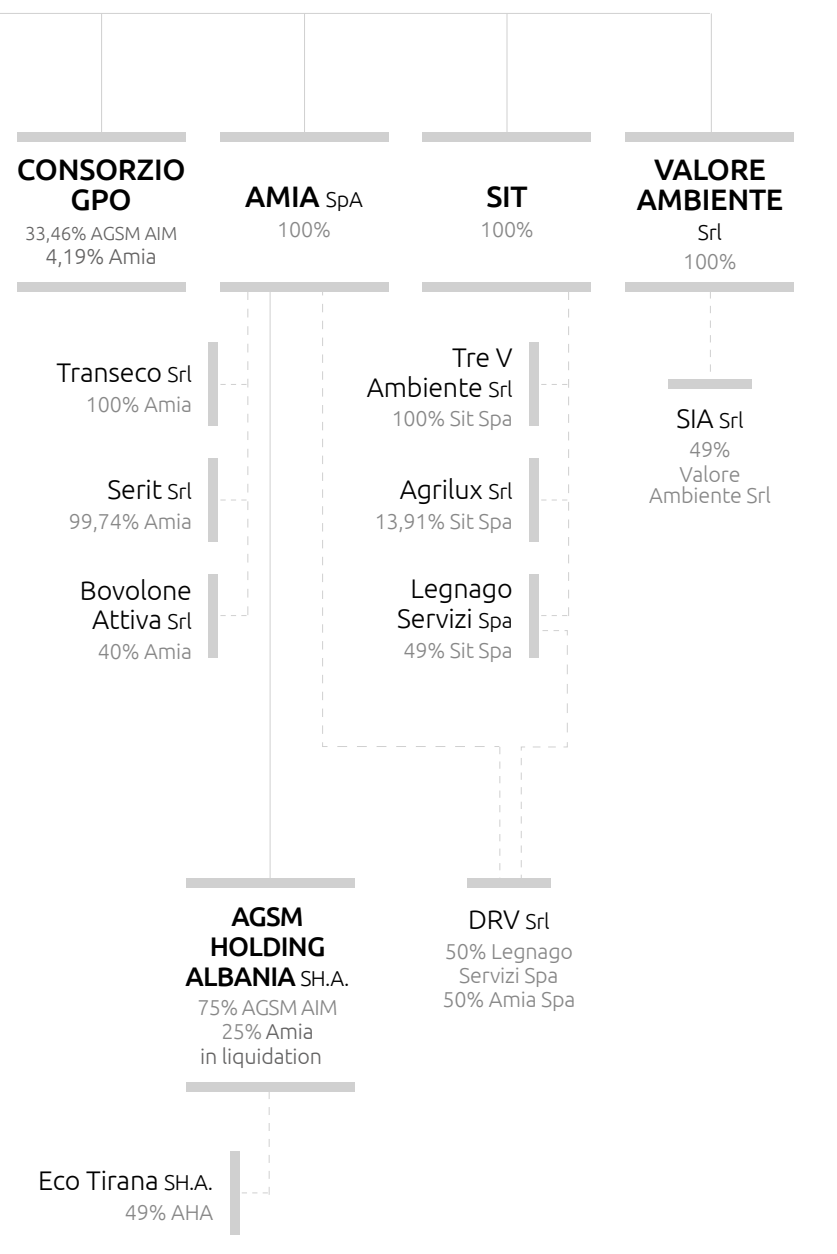 CONSORZIO
GPO
33,46% AGSM AIM
4,19% Amia
AMIA SpA
100%
SIT
100%
VALORE
AMBIENTE
Srl
100%
Transeco Srl
100% Amia
Serit Srl
99,74% Amia
Bovolone
Attiva Srl
40% Amia
Tre V
Ambiente Srl
100% Sit Spa
Agrilux Srl
13,91% Sit Spa
Legnago
Servizi Spa
49% Sit Spa
SIA Srl
49%
Valore
Ambiente Srl
AGSM
HOLDING
ALBANIA SH.A.
75% AGSM AIM
25% Amia
in liquidation
DRV Srl
50% Legnago
Servizi Spa
50% Amia Spa
Eco Tirana SH.A.
49% AHA